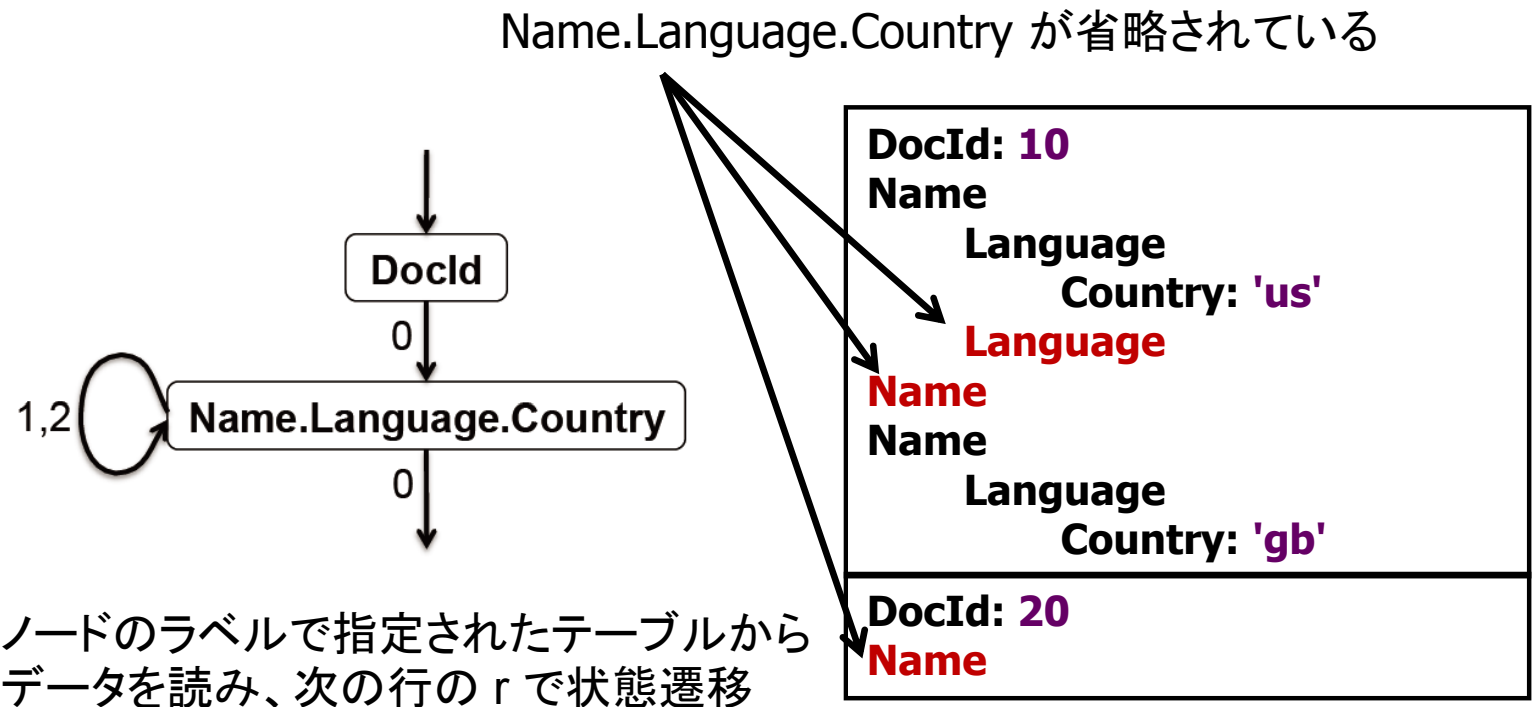 Name.Language.Country が省略されている
DocId
0
1,2
Name.Language.Country
0
ノードのラベルで指定されたテーブルから
データを読み、次の行の r で状態遷移
DocId: 10
Name
Language
Country: 'us'
Language
Name
Name
Language
Country: 'gb'
DocId: 20
Name